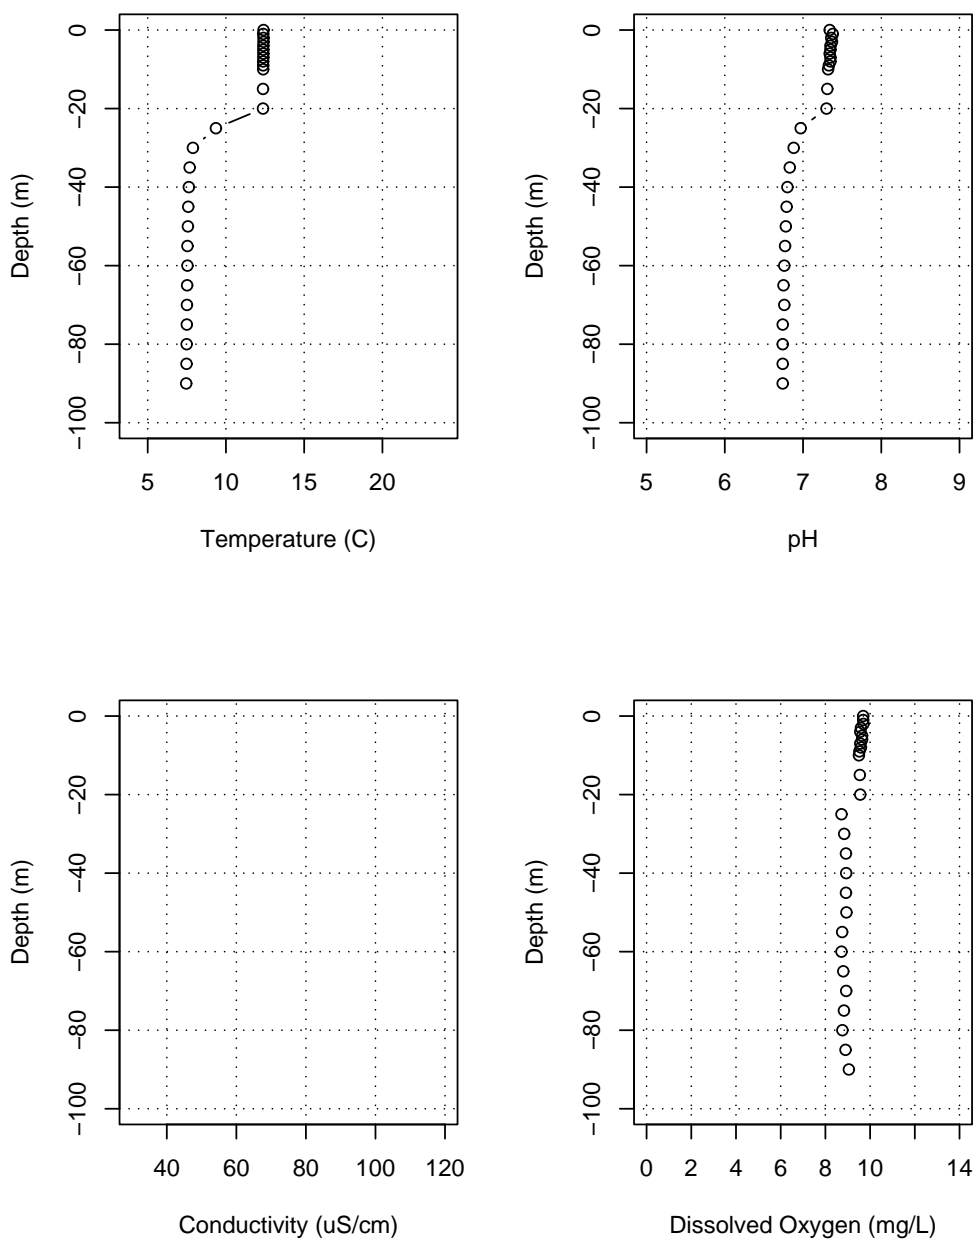 0
−20
−40
−60
−80
−100
Depth (m)
5 10 15 20
Temperature (C)
0
−20
−40
−60
−80
−100
Depth (m)
5 6 7 8 9
pH
0
−20
−40
−60
−80
−100
Depth (m)
40 60 80 100 120
Conductivity (uS/cm)
0
−20
−40
−60
−80
−100
Depth (m)
0 2 4 6 8 10 14
Dissolved Oxygen (mg/L)